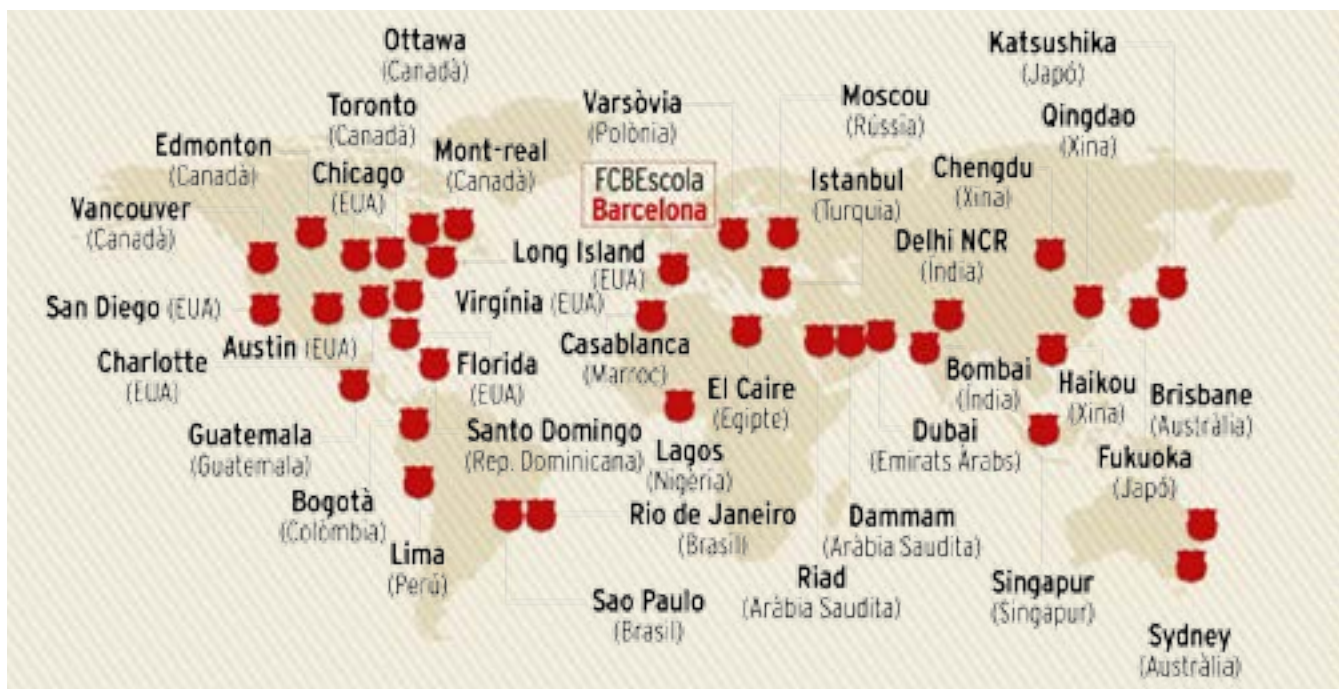 Ottawa
(Canadà)
Katsushika
(Japó)
Toronto
(Canadà)
Varsòvia
(Polònia)
Moscou
(Rússia)
Qingdao
(Xina)
Edmonton
(Canadà)
Mont-real
(Canadà)
Chicago
(EUA)
FCBEscola
Barcelona
Istanbul
(Turquia)
Chengdu
(Xina)
Vancouver
(Canadà)
Long Island
(EUA)
Delhi NCR
(Índia)
San Diego (EUA)
Virgínia (EUA)
Austin (EUA)
Charlotte
(EUA)
Florida
(EUA)
Casablanca
(Marroc)
El Caire
(Egipte)
Bombai
(Índia)
Haikou
(Xina)
Brisbane
(Austràlia)
Guatemala
(Guatemala)
Santo Domingo
(Rep. Dominicana)
Lagos
(Nigèria)
Dubai
(Emirats Àrabs)
Fukuoka
(Japó)
Bogotà
(Colòmbia)
Rio de Janeiro
(Brasil)
Dammam
(Aràbia Saudita)
Lima
(Perú)
Sao Paulo
(Brasil)
Riad
(Aràbia Saudita)
Singapur
(Singapur)
Sydney
(Austràlia)